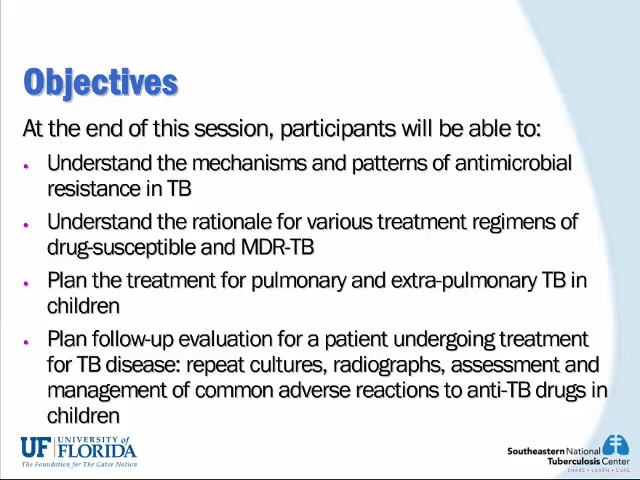 Objectives
At the end of this session, participants will be able to:
• Understand the mechanisms and patterns of antimicrobial
resistance in TB
• Understand the rationale for various treatment regimens of
drug-susceptible and MDR-TB
• Plan the treatment for pulmonary and extra-pulmonary TB in
children
• Plan follow-up evaluation for a patient undergoing treatment
for TB disease: repeat cultures, radiographs, assessment and
management of common adverse reactions to anti-TB drugs in
children
UF UNIVERSITY of
FLORIDA
The Foundation for The Gator Nation
Southeastern National
Tuberculosis Center
SHARE • LEARN • CURE